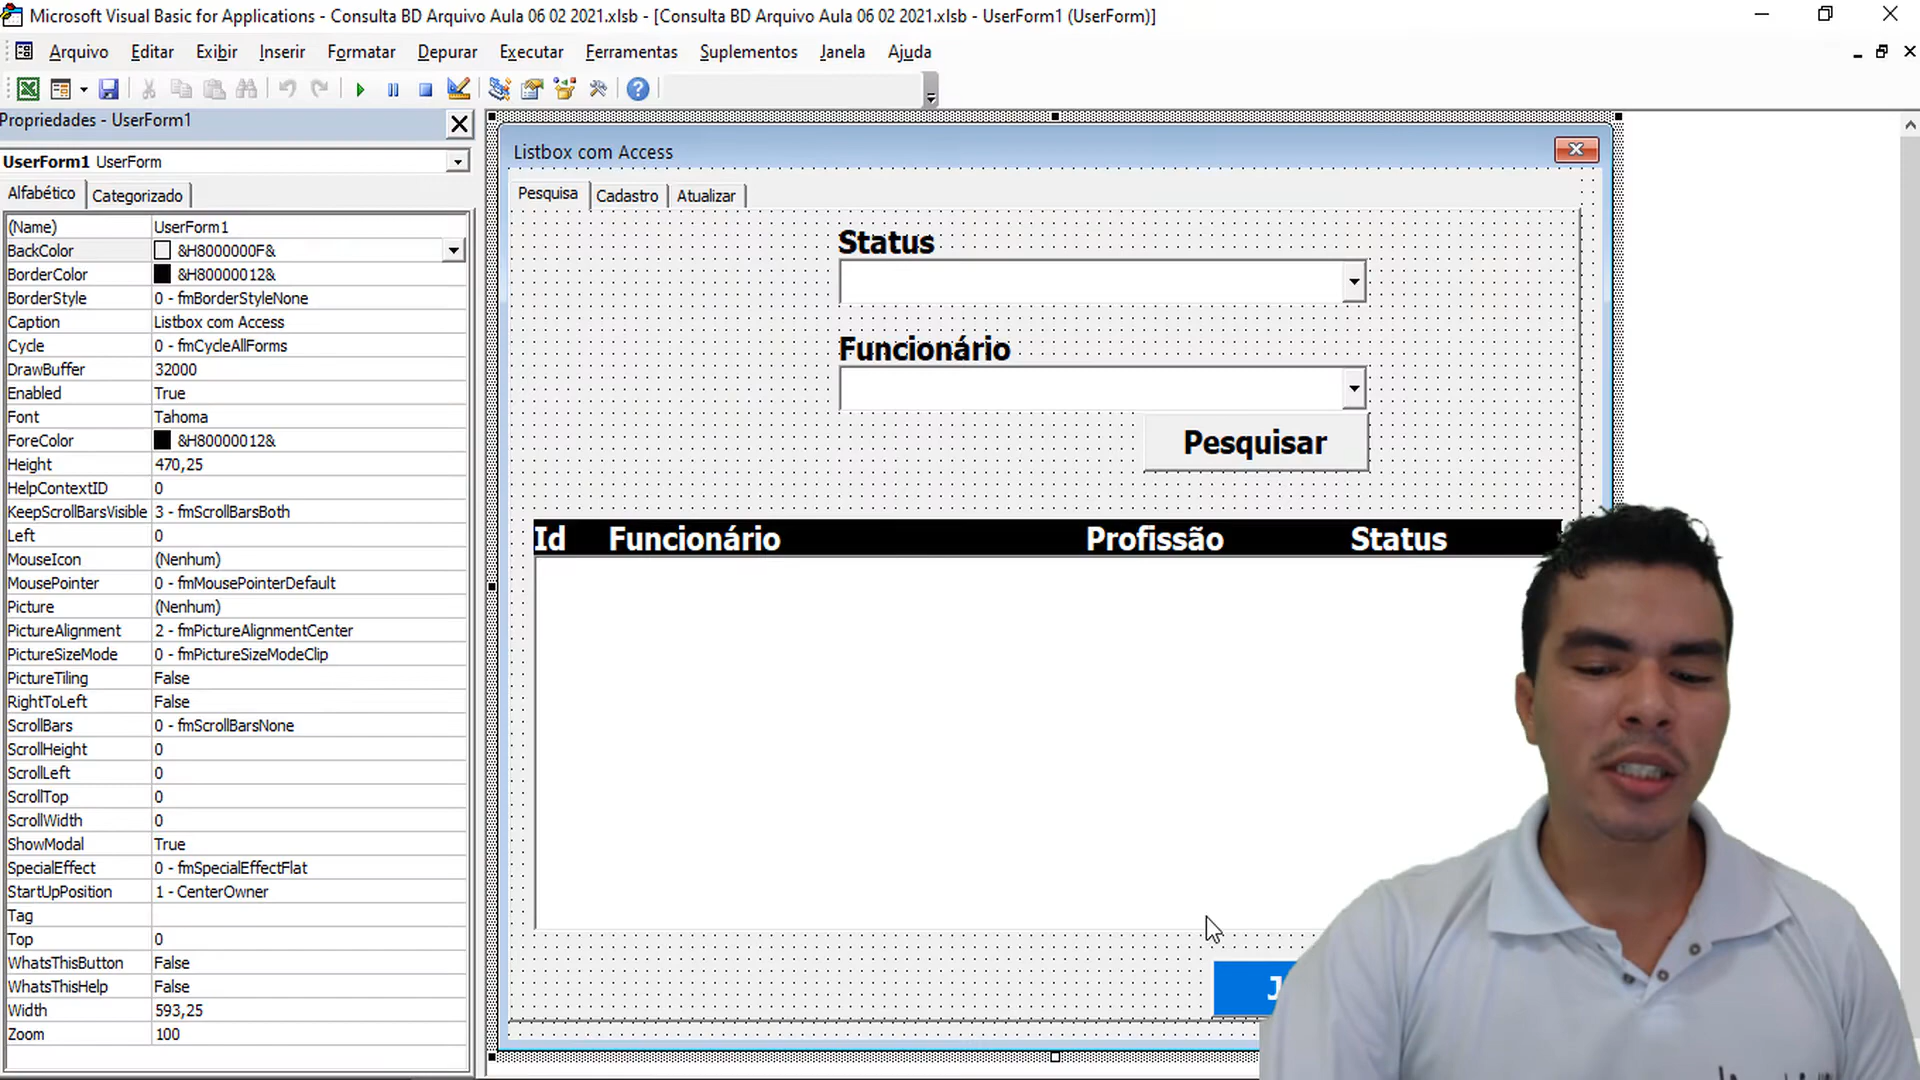 Microsoft Visual Basic for Applications - Consulta BD Arquivo Aula 06 02 2021.xlsb - [Consulta BD Arquivo Aula 06 02 2021.xlsb - UserForm1 (UserForm)]
Arquivo Editar Exibir Inserir Formatar Depurar Executar Ferramentas Suplementos Janela Ajuda
Propriedades - UserForm1
UserForm1 UserForm
Alfabético Categorizado
(Name) UserForm1
BackColor &H8000000F&
BorderColor &H80000012&
BorderStyle 0 - fmBorderStyleNone
Caption Listbox com Access
Cycle 0 - fmCycleAllForms
DrawBuffer 32000
Enabled True
Font Tahoma
ForeColor &H80000012&
Height 470,25
HelpContextID 0
KeepScrollBarsVisible 3 - fmScrollBarsBoth
Left 0
MouseIcon (Nenhum)
MousePointer 0 - fmMousePointerDefault
Picture (Nenhum)
PictureAlignment 2 - fmPictureAlignmentCenter
PictureSizeMode 0 - fmPictureSizeModeClip
PictureTiling False
RightToLeft False
ScrollBars 0 - fmScrollBarsNone
ScrollHeight 0
ScrollLeft 0
ScrollTop 0
ScrollWidth 0
ShowModal True
SpecialEffect 0 - fmSpecialEffectFlat
StartUpPosition 1 - CenterOwner
Tag
Top 0
WhatsThisButton False
WhatsThisHelp False
Width 593,25
Zoom 100
Listbox com Access
Pesquisa Cadastro Atualizar
Status
Funcionário
Pesquisar
Id Funcionário Profissão Status